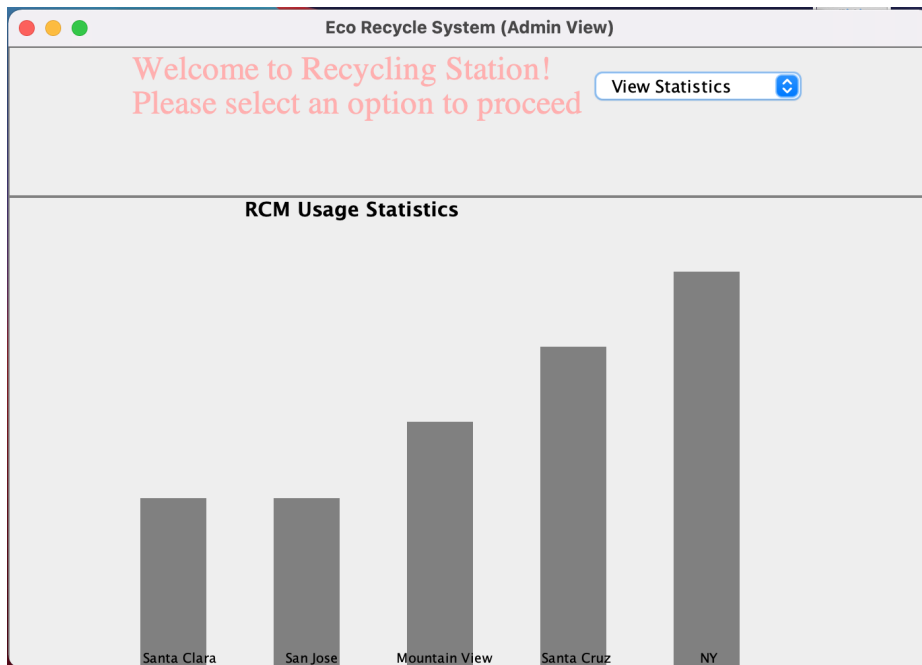 Eco Recycle System (Admin View)
Welcome to Recycling Station!
Please select an option to proceed
View Statistics
RCM Usage Statistics
Santa Clara
San Jose
Mountain View
Santa Cruz
NY